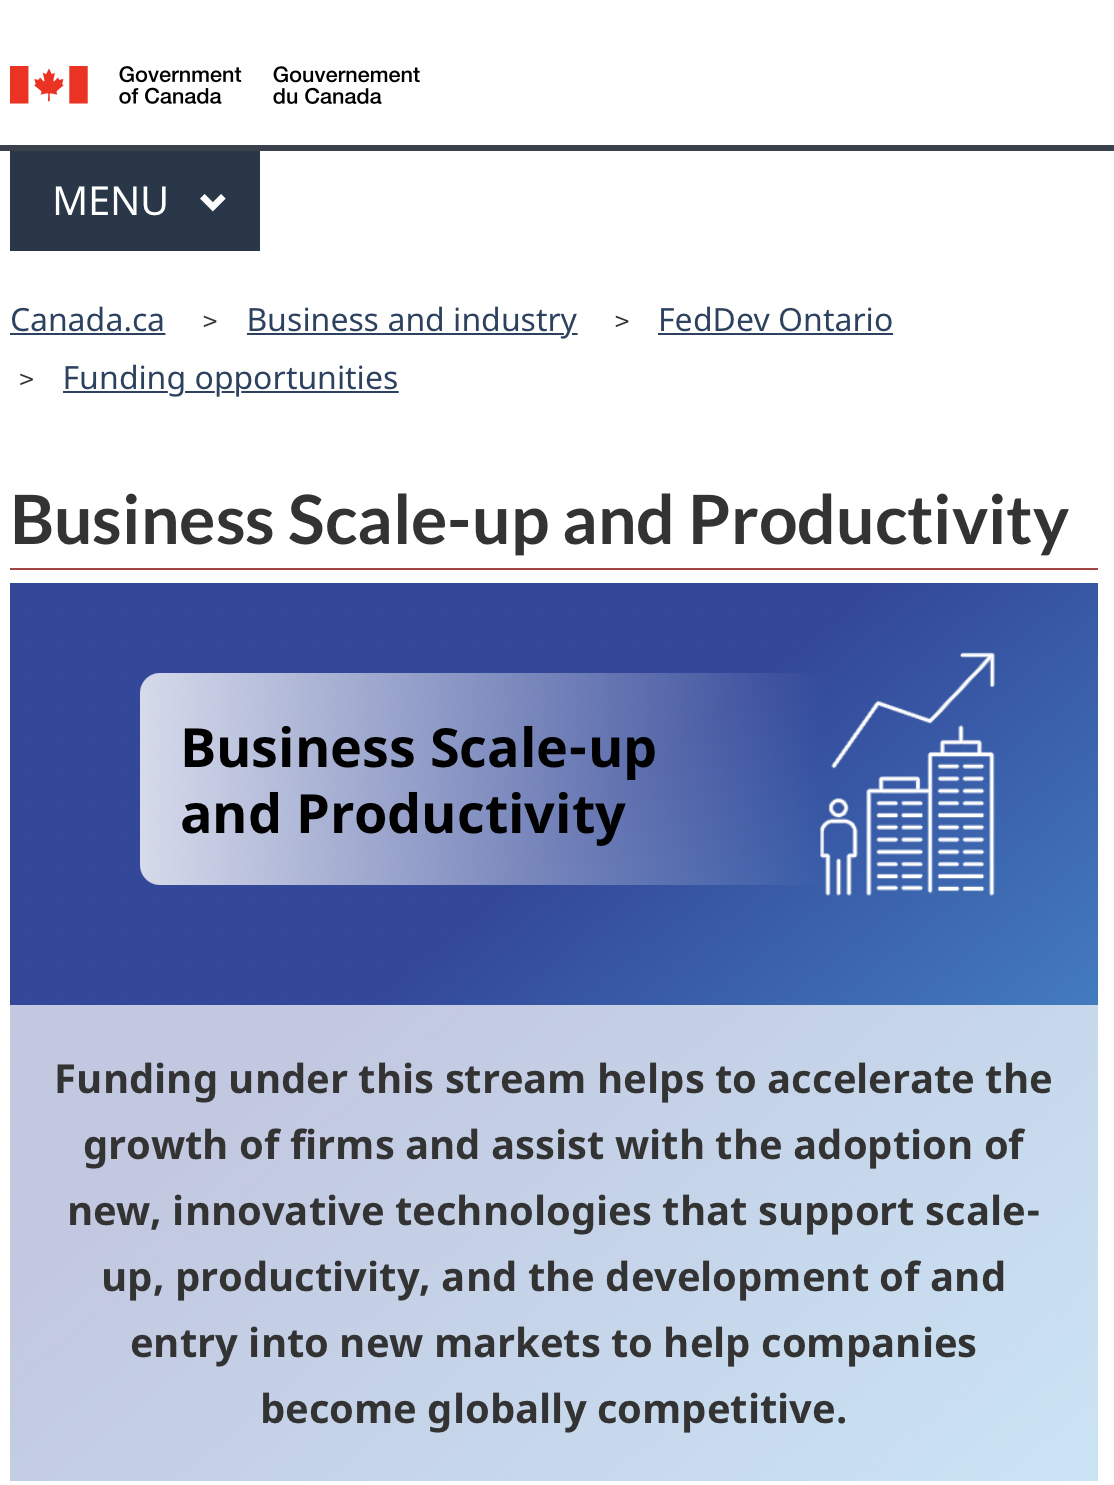 Government
of Canada
Gouvernement
du Canada
MENU
Canada.ca > Business and industry > FedDev Ontario
> Funding opportunities
Business Scale-up and Productivity
Business Scale-up
and Productivity
Funding under this stream helps to accelerate the
growth of firms and assist with the adoption of
new, innovative technologies that support scale-
up, productivity, and the development of and
entry into new markets to help companies
become globally competitive.